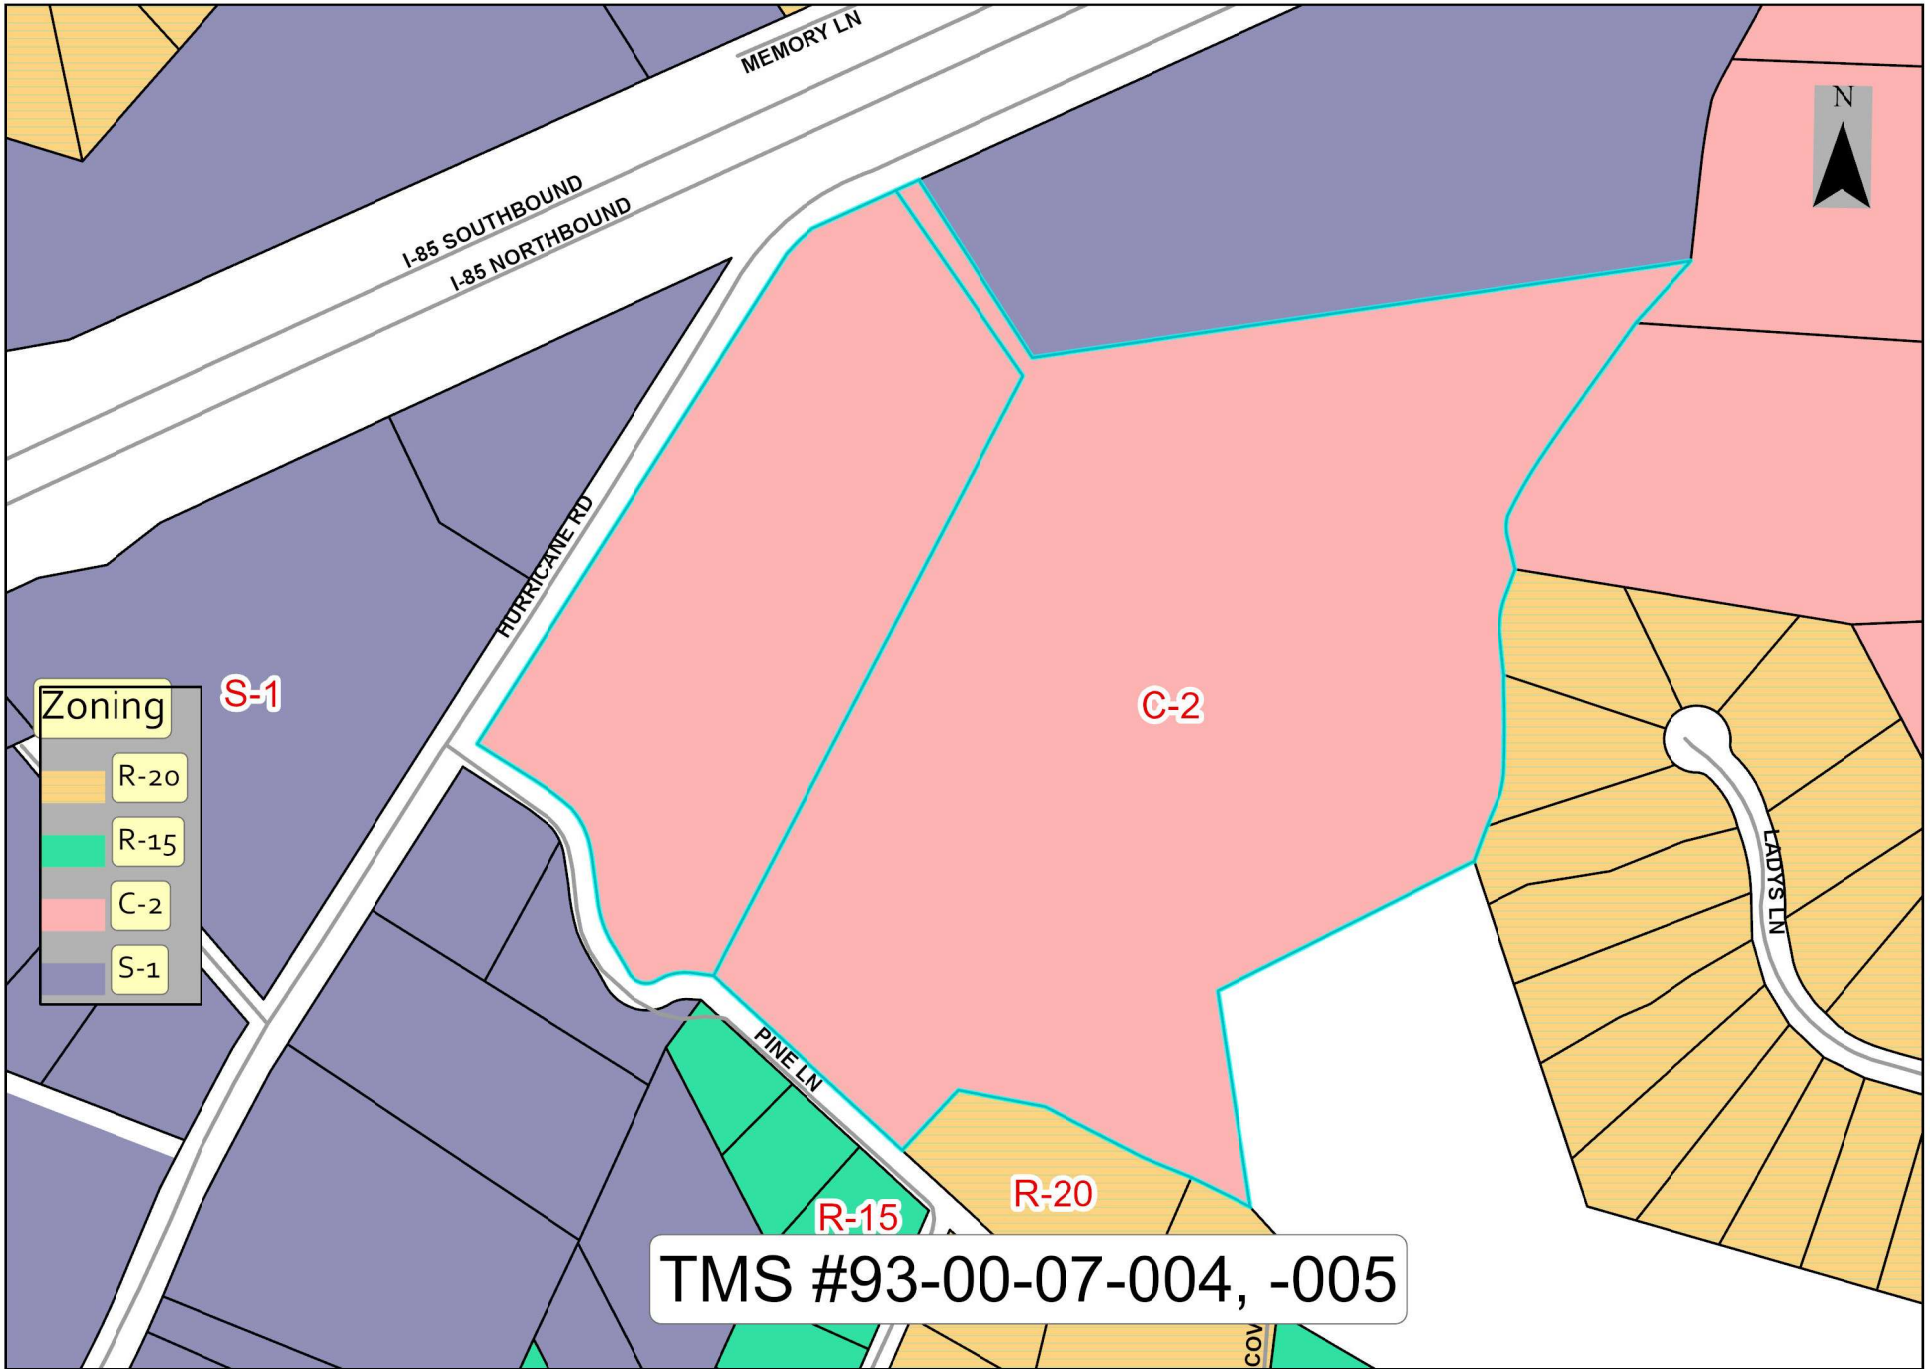 MEMORY LN
N
I-85 SOUTHBOUND
I-85 NORTHBOUND
HURRICANE RD
S-1
C-2
Zoning
R-20
R-15
C-2
S-1
LADYS LN
PINE LN
R-20
R-15
TMS #93-00-07-004, -005